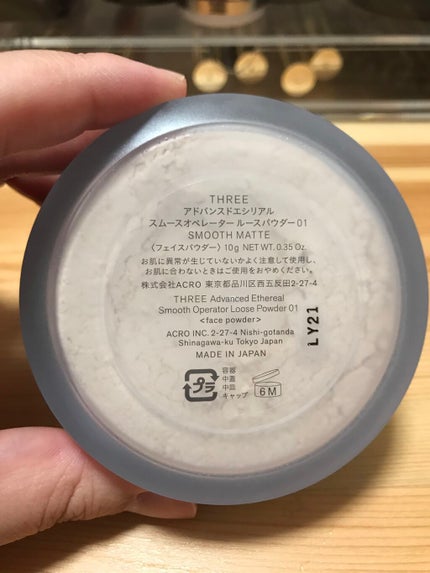 THREE
アドバンスドエシリアル
スムースオペレーター ルースパウダー01
SMOOTH MATTE
〈フェイスパウダー〉10g NET WT. 0.35 Oz.
お肌に異常が生じていないかよく注意して使用し、
お肌に合わないときはご使用をおやめください。
株式会社ACRO 東京都品川区西五反田2-27-4
THREE Advanced Ethereal
Smooth Operator Loose Powder 01
<face powder>
ACRO INC. 2-27-4 Nishi-gotanda
Shinagawa-ku Tokyo Japan
MADE IN JAPAN
プラ
容器
中蓋
中皿
キャップ
6M
LY21